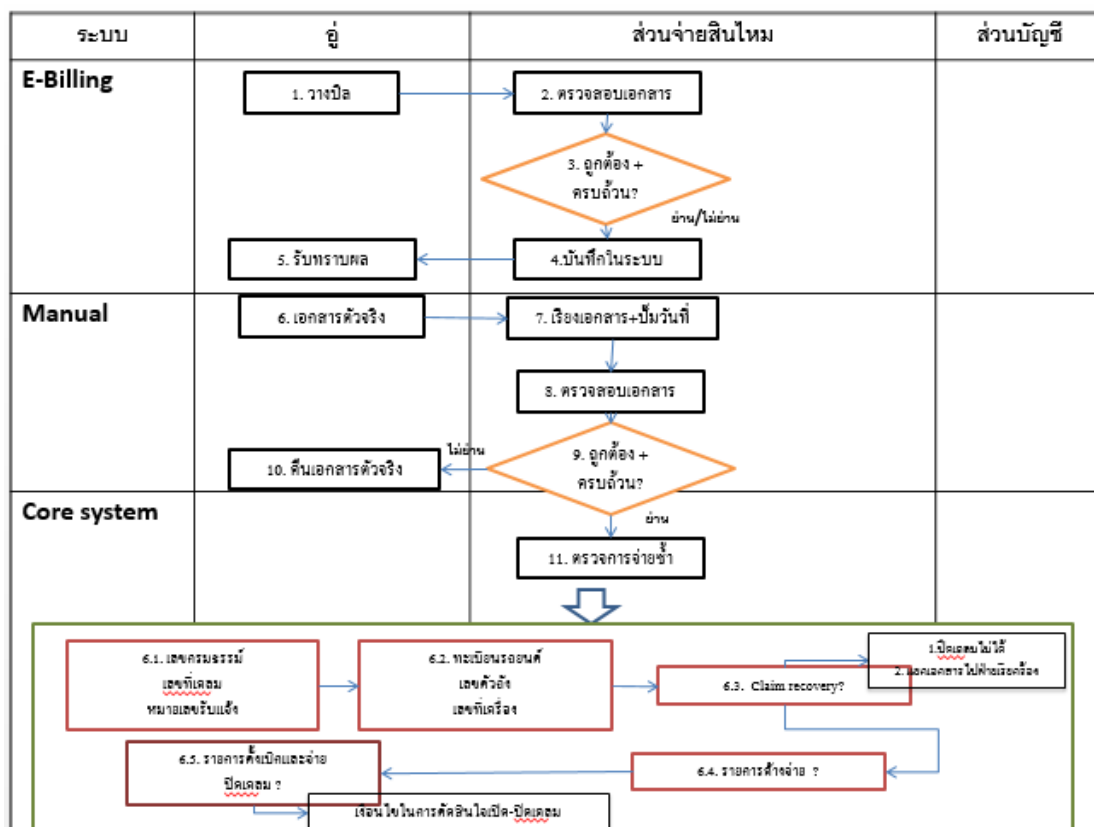 ระบบ
อู่
ส่วนจ่ายสินไหม
ส่วนบัญชี
E-Billing
1. วางบิล
2. ตรวจสอบเอกสาร
3. ถูกต้อง +
ครบถ้วน?
ผ่าน/ไม่ผ่าน
5. รับทราบผล
4.บันทึกในระบบ
Manual
6. เอกสารตัวจริง
7. เรียงเอกสาร+ปั๊มวันที่
8. ตรวจสอบเอกสาร
ไม่ผ่าน
9. ถูกต้อง +
ครบถ้วน?
10. คืนเอกสารตัวจริง
Core system
ผ่าน
11. ตรวจการจ่ายซ้ำ
6.1. เลขกรมธรรม์
เลขที่เคลม
หมายเลขรับแจ้ง
6.2. ทะเบียนรถยนต์
เลขตัวถัง
เลขที่เครื่อง
6.3. Claim recovery?
1.ปิดเคลมไม่ได้
2. แยกเอกสารไปฝ่ายเรียกร้อง
6.4. รายการค้างจ่าย ?
6.5. รายการตั้งเบิกและจ่าย
ปิดเคลม ?
เงื่อนไขในการตัดสินใจเปิด-ปิดเคลม